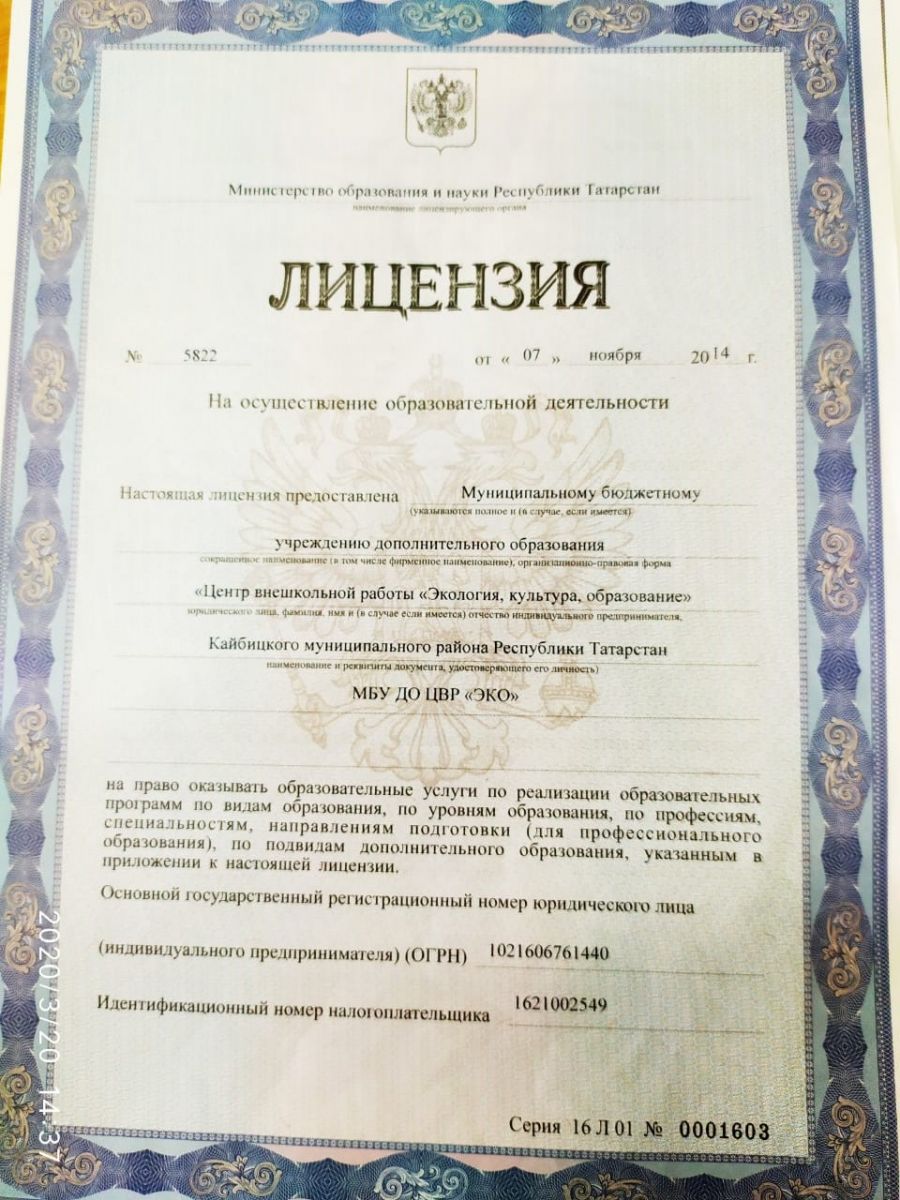 Министерство образования и науки Республики Татарстан
наименование лицензирующего органа
ЛИЦЕНЗИЯ
№ 5822 от « 07 » ноября 2014 г.
На осуществление образовательной деятельности
Настоящая лицензия предоставлена Муниципальному бюджетному
(указываются полное и (в случае, если имеется)
учреждению дополнительного образования
сокращенное наименование (в том числе фирменное наименование), организационно-правовая форма
«Центр внешкольной работы «Экология, культура, образование»
юридического лица, фамилия, имя и (в случае если имеется) отчество индивидуального предпринимателя,
Кайбицкого муниципального района Республики Татарстан
наименование и реквизиты документа, удостоверяющего его личность)
МБУ ДО ЦВР «ЭКО»
на право оказывать образовательные услуги по реализации образовательных
программ по видам образования, по уровням образования, по профессиям,
специальностям, направлениям подготовки (для профессионального
образования), по подвидам дополнительного образования, указанным в
приложении к настоящей лицензии.
Основной государственный регистрационный номер юридического лица
(индивидуального предпринимателя) (ОГРН) 1021606761440
Идентификационный номер налогоплательщика 1621002549
Серия 16 Л 01 № 0001603
2020/3/20 14:37